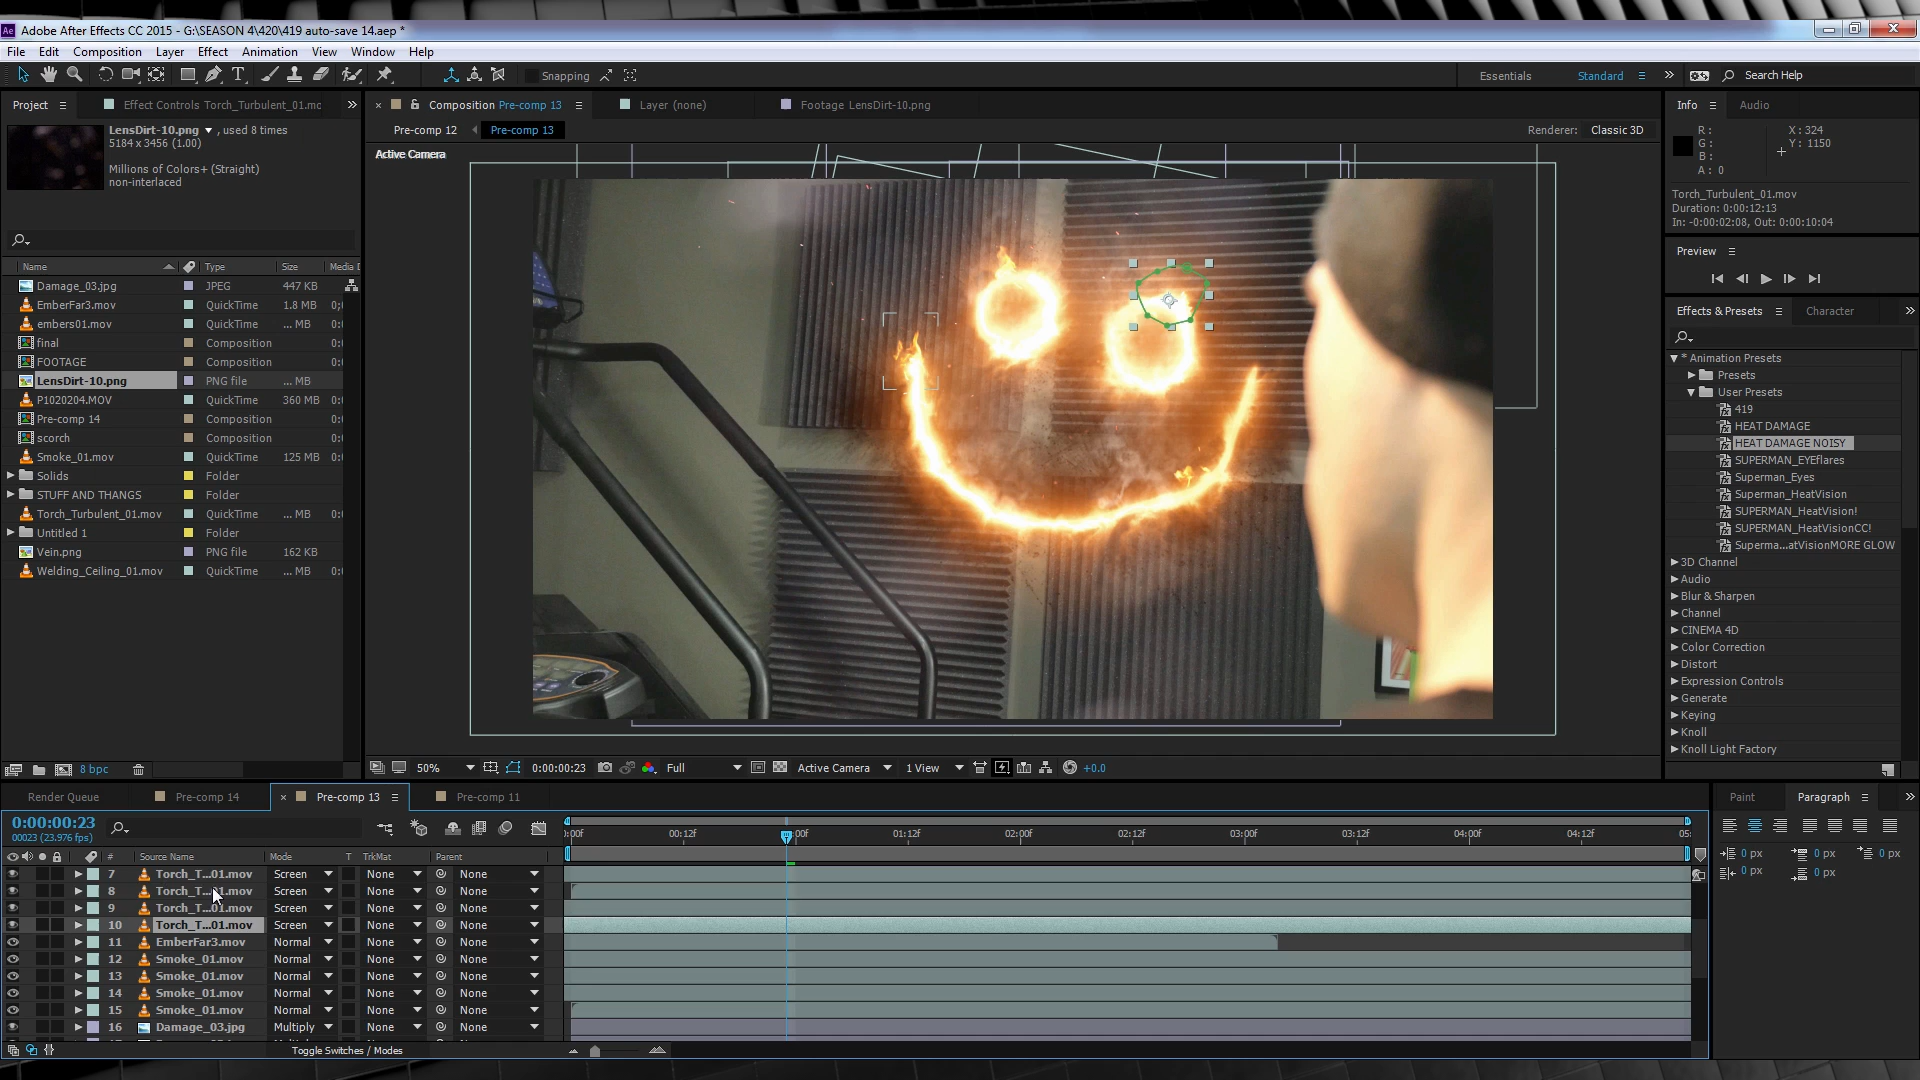 Adobe After Effects CC 2015 - G:\SEASON 4\420\419 auto-save 14.aep *
File Edit Composition Layer Effect Animation View Window Help
Snapping Essentials Standard Search Help
Project Effect Controls Torch_Turbulent_01.mo
Composition Pre-comp 13 Layer (none) Footage LensDirt-10.png
Info Audio
LensDirt-10.png , used 8 times
5184 x 3456 (1.00)
Millions of Colors+ (Straight)
non-interlaced
Pre-comp 12 Pre-comp 13 Renderer: Classic 3D
Active Camera
R: X: 324
G: Y: 1150
B:
A: 0
Torch_Turbulent_01.mov
Duration: 0:00:12:13
In: -0:00:02:08, Out: 0:00:10:04
Preview
Name Type Size Media D
Damage_03.jpg JPEG 447 KB
EmberFar3.mov QuickTime 1.8 MB 0:
embers01.mov QuickTime ... MB 0:
final Composition 0:
FOOTAGE Composition 0:
LensDirt-10.png PNG file ... MB
P1020204.MOV QuickTime 360 MB 0:
Pre-comp 14 Composition 0:
scorch Composition 0:
Smoke_01.mov QuickTime 125 MB 0:
Solids Folder
STUFF AND THANGS Folder
Torch_Turbulent_01.mov QuickTime ... MB 0:
Untitled 1 Folder
Vein.png PNG file 162 KB
Welding_Ceiling_01.mov QuickTime ... MB 0:
8 bpc
Effects & Presets Character
* Animation Presets
Presets
User Presets
419
HEAT DAMAGE
HEAT DAMAGE NOISY
SUPERMAN_EYEflares
Superman_Eyes
Superman_HeatVision
SUPERMAN_HeatVision!
SUPERMAN_HeatVisionCC!
Superma...atVisionMORE GLOW
3D Channel
Audio
Blur & Sharpen
Channel
CINEMA 4D
Color Correction
Distort
Expression Controls
Generate
Keying
Knoll
Knoll Light Factory
50% 0:00:00:23 Full Active Camera 1 View +0.0
Render Queue Pre-comp 14 Pre-comp 13 Pre-comp 11
0:00:00:23
00023 (23.976 fps)
:00f 00:12f :00f 01:12f 02:00f 02:12f 03:00f 03:12f 04:00f 04:12f 05:
# Source Name Mode T TrkMat Parent
7 Torch_T...01.mov Screen None None
8 Torch_T...01.mov Screen None None
9 Torch_T...01.mov Screen None None
10 Torch_T...01.mov Screen None None
11 EmberFar3.mov Normal None None
12 Smoke_01.mov Normal None None
13 Smoke_01.mov Normal None None
14 Smoke_01.mov Normal None None
15 Smoke_01.mov Normal None None
16 Damage_03.jpg Multiply None None
Toggle Switches / Modes
Paint Paragraph
0 px 0 px 0 px
0 px 0 px